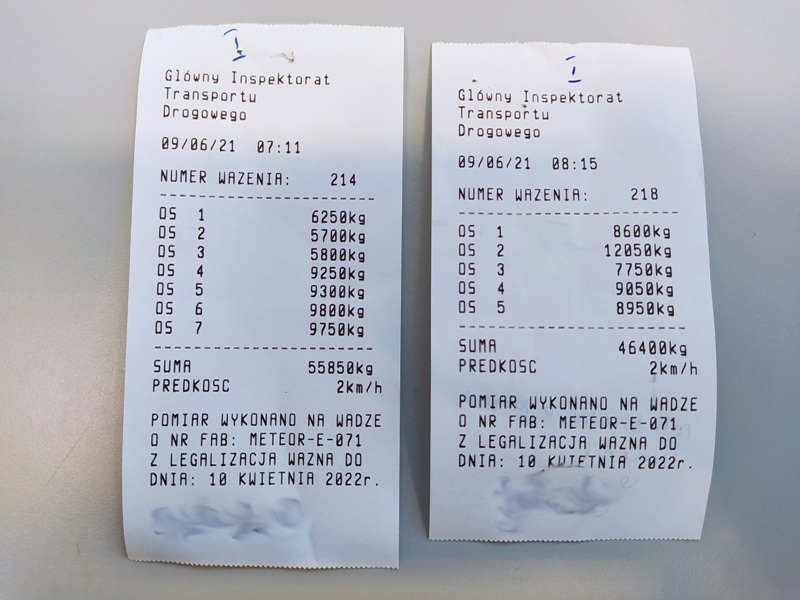 I
Główny Inspektorat
Transportu
Drogowego
09/06/21 07:11
NUMER WAZENIA: 214
--------------------------
OS 1 6250kg
OS 2 5700kg
OS 3 5800kg
OS 4 9250kg
OS 5 9300kg
OS 6 9800kg
OS 7 9750kg
--------------------------
SUMA 55850kg
PREDKOSC 2km/h
POMIAR WYKONANO NA WADZE
O NR FAB: METEOR-E-071
Z LEGALIZACJA WAZNA DO
DNIA: 10 KWIETNIA 2022r.
I
Główny Inspektorat
Transportu
Drogowego
09/06/21 08:15
NUMER WAZENIA: 218
--------------------------
OS 1 8600kg
OS 2 12050kg
OS 3 7750kg
OS 4 9050kg
OS 5 8950kg
--------------------------
SUMA 46400kg
PREDKOSC 2km/h
POMIAR WYKONANO NA WADZE
O NR FAB: METEOR-E-071
Z LEGALIZACJA WAZNA DO
DNIA: 10 KWIETNIA 2022r.